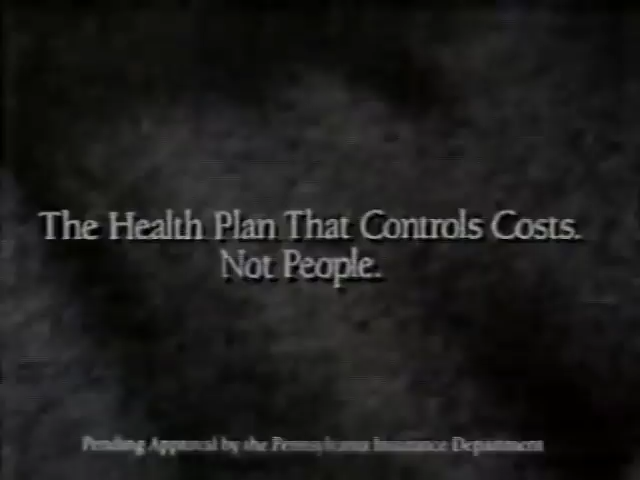 The Health Plan That Controls Costs.
Not People.
Pending Approval by the Pennsylvania Insurance Department